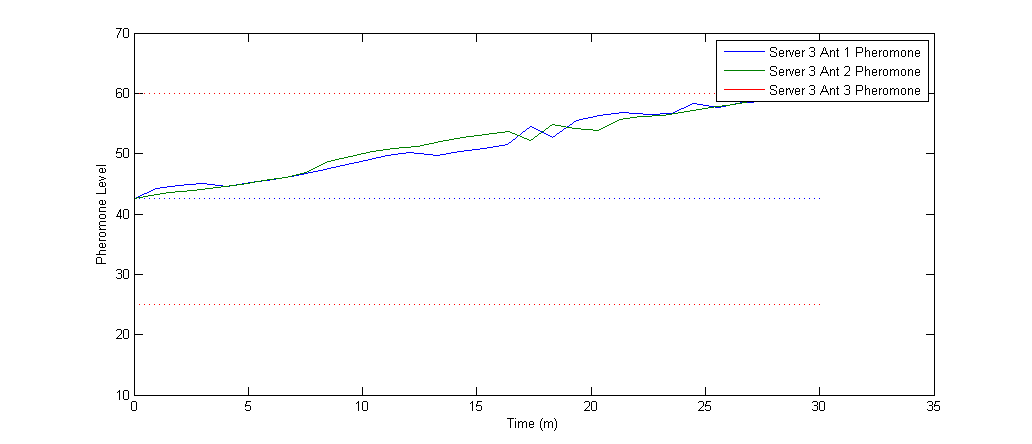 70
60
50
40
30
20
10
Pheromone Level
Server 3 Ant 1 Pheromone
Server 3 Ant 2 Pheromone
Server 3 Ant 3 Pheromone
0 5 10 15 20 25 30 35
Time (m)